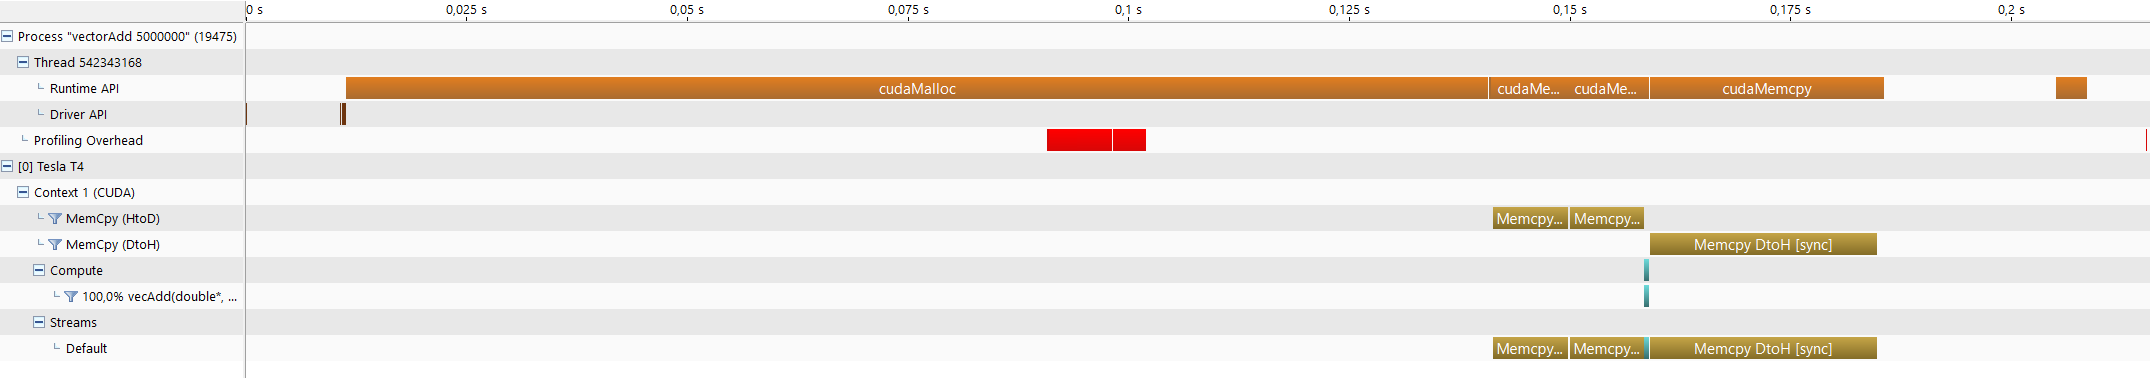 0 s 0,025 s 0,05 s 0,075 s 0,1 s 0,125 s 0,15 s 0,175 s 0,2 s
Process "vectorAdd 5000000" (19475)
Thread 542343168
Runtime API cudaMalloc cudaMe... cudaMe... cudaMemcpy
Driver API
Profiling Overhead
[0] Tesla T4
Context 1 (CUDA)
MemCpy (HtoD) Memcpy... Memcpy...
MemCpy (DtoH) Memcpy DtoH [sync]
Compute
100,0% vecAdd(double*, ...
Streams
Default Memcpy... Memcpy... Memcpy DtoH [sync]